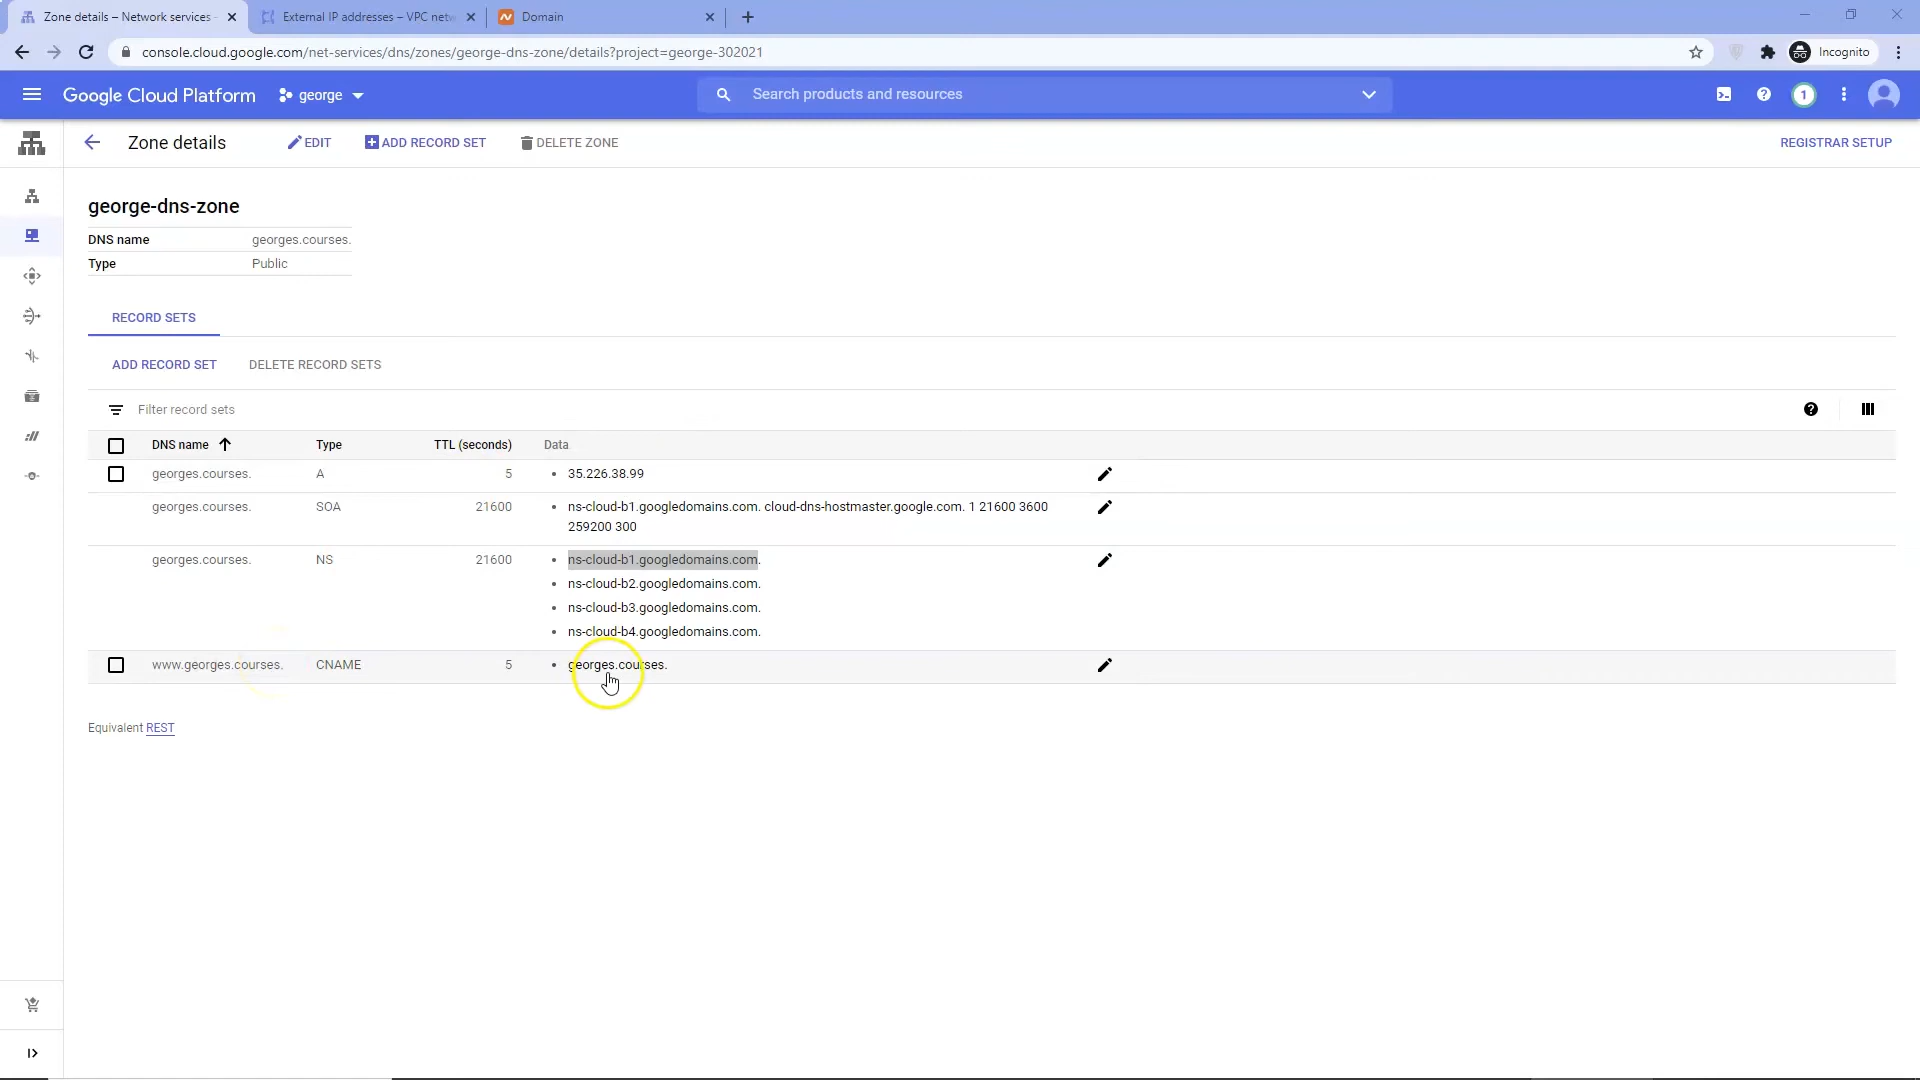 Zone details – Network services -
External IP addresses – VPC netw
Domain
console.cloud.google.com/net-services/dns/zones/george-dns-zone/details?project=george-302021
Incognito
Google Cloud Platform
george
Search products and resources
1
Zone details
EDIT
ADD RECORD SET
DELETE ZONE
REGISTRAR SETUP
george-dns-zone
DNS name georges.courses.
Type Public
RECORD SETS
ADD RECORD SET
DELETE RECORD SETS
Filter record sets
DNS name Type TTL (seconds) Data
georges.courses. A 5 • 35.226.38.99
georges.courses. SOA 21600 • ns-cloud-b1.googledomains.com. cloud-dns-hostmaster.google.com. 1 21600 3600
259200 300
georges.courses. NS 21600 • ns-cloud-b1.googledomains.com.
• ns-cloud-b2.googledomains.com.
• ns-cloud-b3.googledomains.com.
• ns-cloud-b4.googledomains.com.
www.georges.courses. CNAME 5 • georges.courses.
Equivalent REST